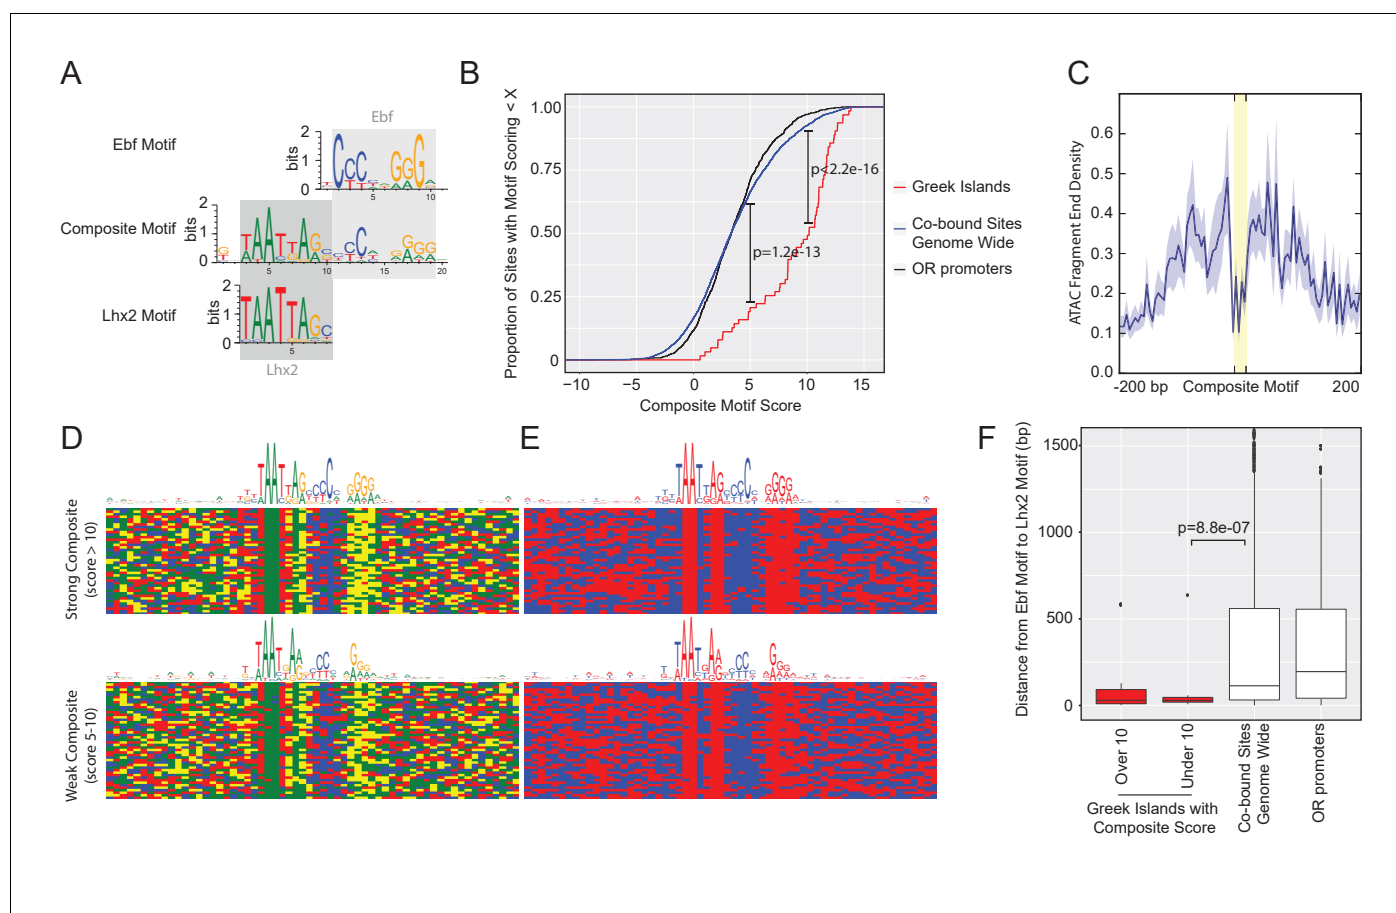 A
Ebf
Ebf Motif
bits
2
1
0
5
10
Composite Motif
bits
2
1
0
5
10
15
20
Lhx2 Motif
bits
2
1
0
5
Lhx2
B
Proportion of Sites with Motif Scoring < X
1.00
0.75
0.50
0.25
0
p<2.2e-16
p=1.2e-13
−10
−5
0
5
10
15
Composite Motif Score
Greek Islands
Co-bound Sites
Genome Wide
OR promoters
C
ATAC Fragment End Density
0.6
0.5
0.4
0.3
0.2
0.1
0.0
-200 bp
Composite Motif
200
D
Strong Composite
(score > 10)
Weak Composite
(score 5-10)
E
F
Distance from Ebf Motif to Lhx2 Motif (bp)
1500
1000
500
0
p=8.8e-07
Over 10
Under 10
Co-bound Sites
Genome Wide
OR promoters
Greek Islands with
Composite Score